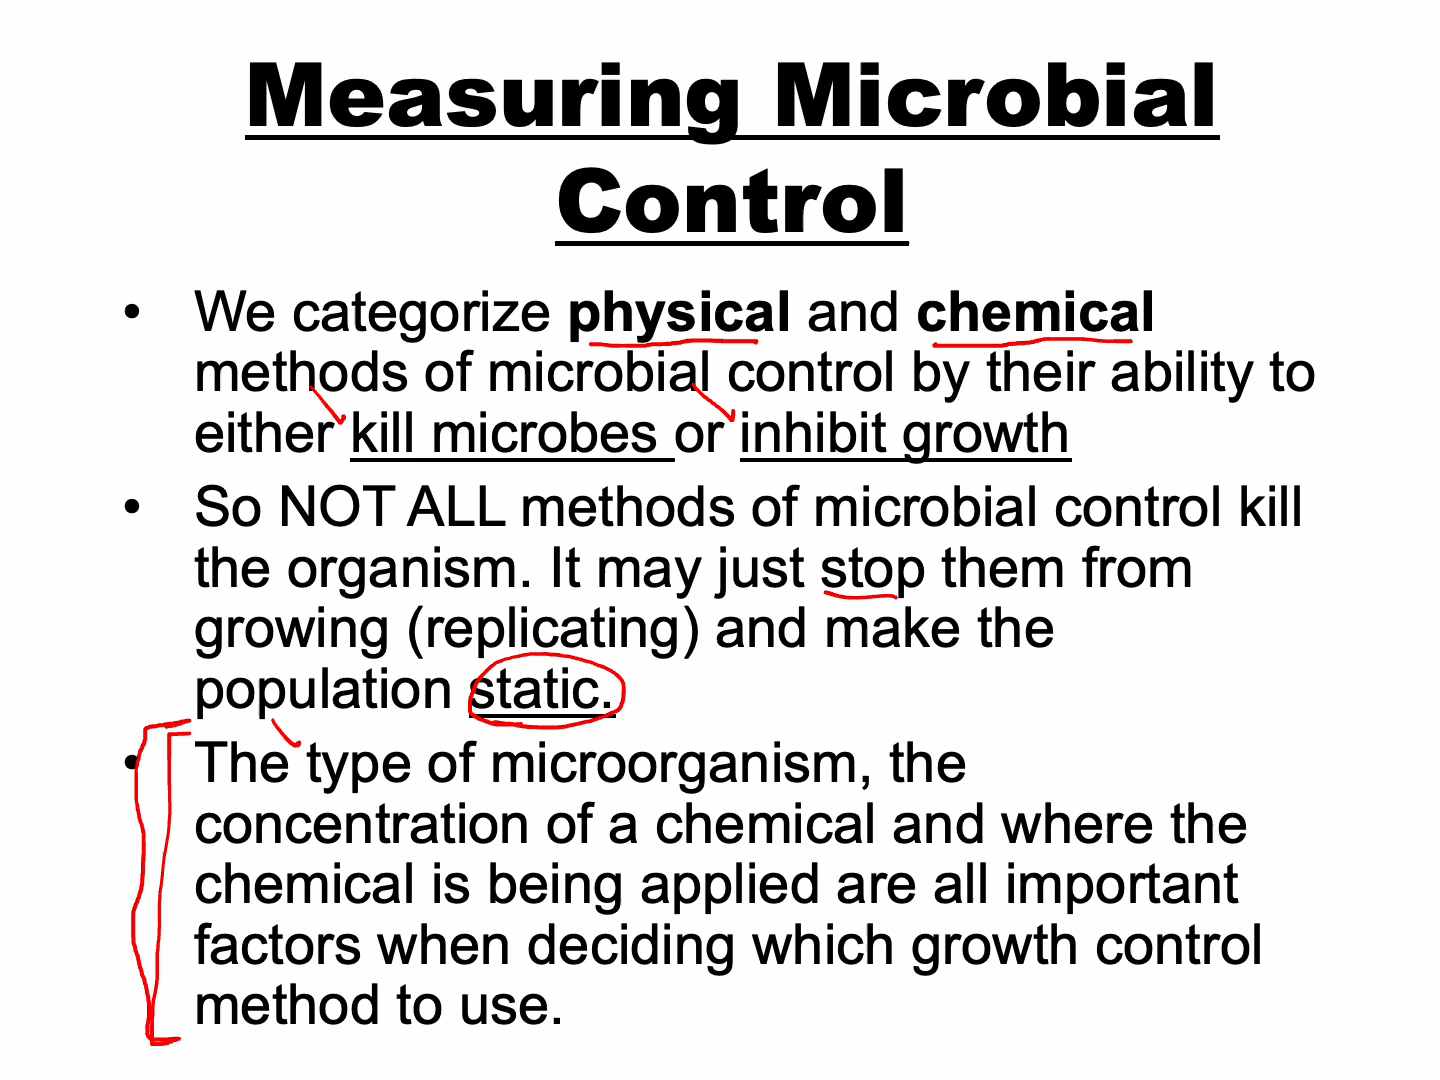 Measuring Microbial
Control
• We categorize physical and chemical
methods of microbial control by their ability to
either kill microbes or inhibit growth
• So NOT ALL methods of microbial control kill
the organism. It may just stop them from
growing (replicating) and make the
population static.
• The type of microorganism, the
concentration of a chemical and where the
chemical is being applied are all important
factors when deciding which growth control
method to use.